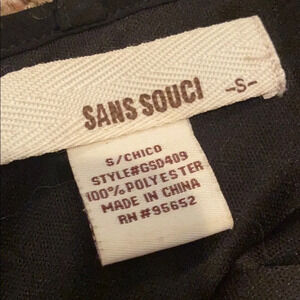 SANS SOUCI
-S-
S/CHICO
STYLE#GSD409
100% POLYESTER
MADE IN CHINA
RN#95652